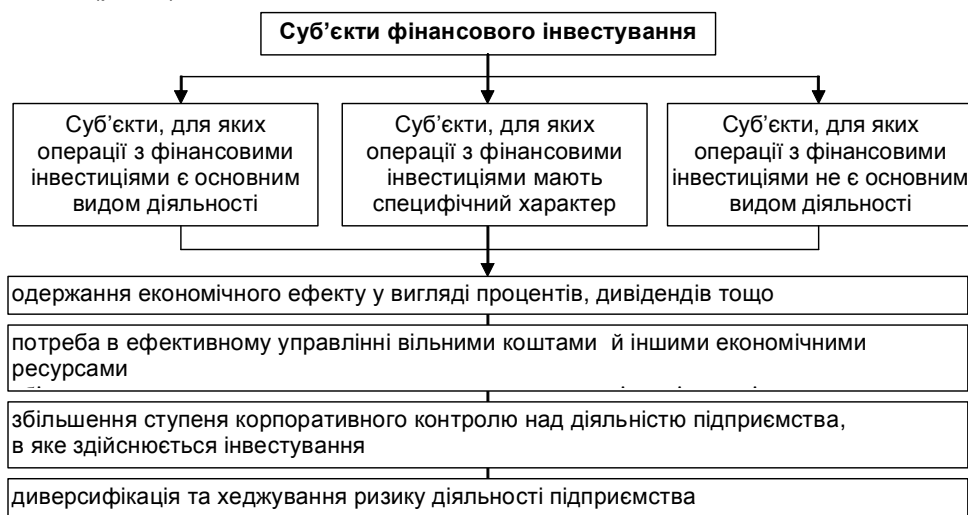 Суб’єкти фінансового інвестування
Суб’єкти, для яких
операції з фінансовими
інвестиціями є основним
видом діяльності
Суб’єкти, для яких
операції з фінансовими
інвестиціями мають
специфічний характер
Суб’єкти, для яких
операції з фінансовими
інвестиціями не є основним
видом діяльності
одержання економічного ефекту у вигляді процентів, дивидендів тощо
потреба в ефективному управлінні вільними коштами й іншими економічними
ресурсами
збільшення ступеня корпоративного контролю над діяльністю підприємства,
в яке здійснюється інвестування
диверсифікація та хеджування ризику діяльності підприємства